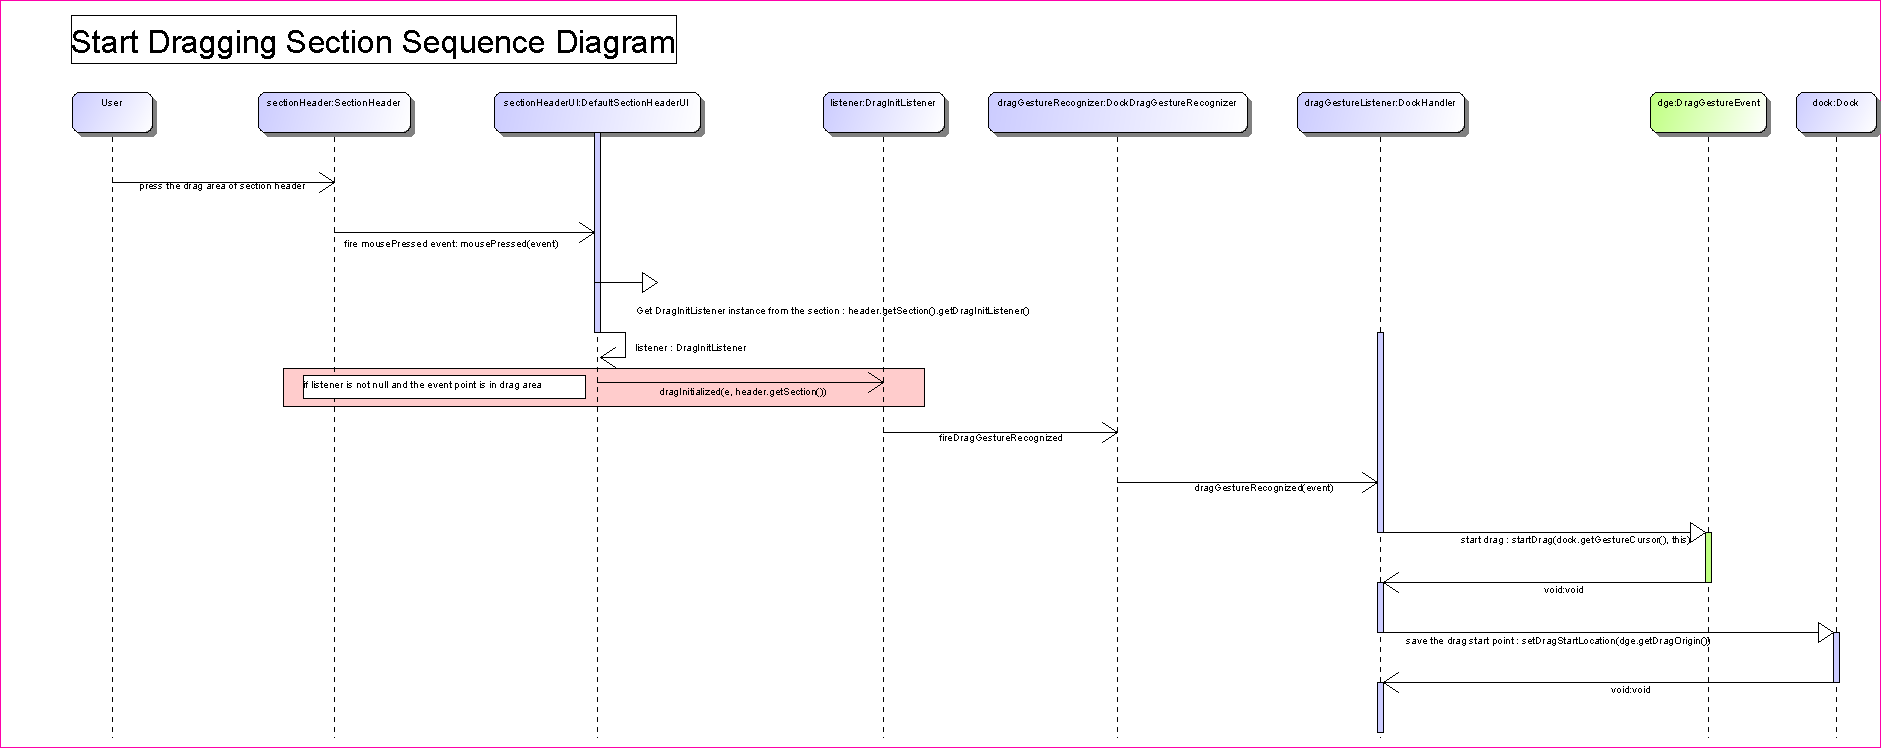 Start Dragging Section Sequence Diagram
User
sectionHeader:SectionHeader
sectionHeaderUI:DefaultSectionHeaderUI
listener:DragInitListener
dragGestureRecognizer:DockDragGestureRecognizer
dragGestureListener:DockHandler
dge:DragGestureEvent
dock:Dock
press the drag area of section header
fire mousePressed event: mousePressed(event)
Get DragInitListener instance from the section : header.getSection().getDragInitListener()
listener : DragInitListener
if listener is not null and the event point is in drag area
dragInitialized(e, header.getSection())
fireDragGestureRecognized
dragGestureRecognized(event)
start drag : startDrag(dock.getGestureCursor(), this)
void:void
save the drag start point : setDragStartLocation(dge.getDragOrigin())
void:void